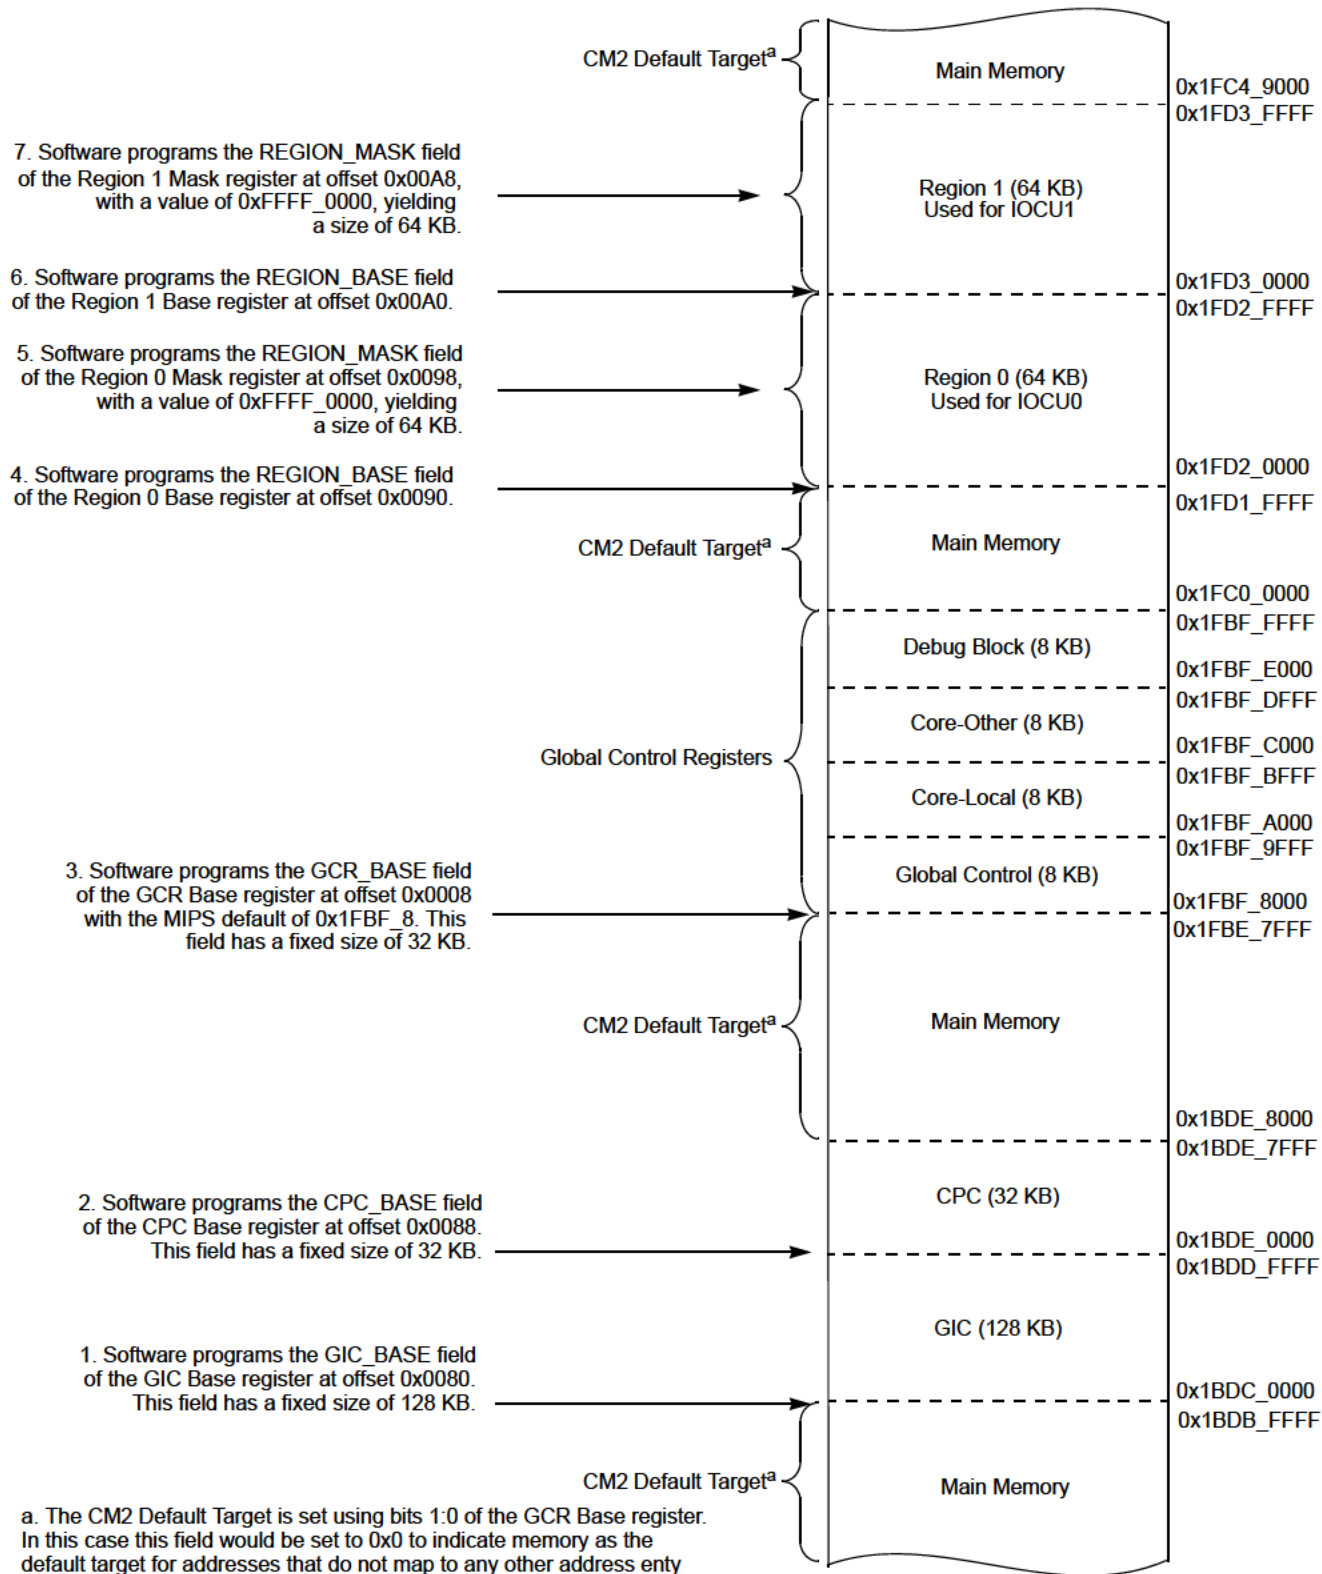 CM2 Default Targetᵃ
Main Memory
0x1FC4_9000
0x1FD3_FFFF
7. Software programs the REGION_MASK field
of the Region 1 Mask register at offset 0x00A8,
with a value of 0xFFFF_0000, yielding
a size of 64 KB.
Region 1 (64 KB)
Used for IOCU1
6. Software programs the REGION_BASE field
of the Region 1 Base register at offset 0x00A0.
0x1FD3_0000
0x1FD2_FFFF
5. Software programs the REGION_MASK field
of the Region 0 Mask register at offset 0x0098,
with a value of 0xFFFF_0000, yielding
a size of 64 KB.
Region 0 (64 KB)
Used for IOCU0
4. Software programs the REGION_BASE field
of the Region 0 Base register at offset 0x0090.
0x1FD2_0000
0x1FD1_FFFF
CM2 Default Targetᵃ
Main Memory
0x1FC0_0000
0x1FBF_FFFF
Debug Block (8 KB)
0x1FBF_E000
0x1FBF_DFFF
Core-Other (8 KB)
Global Control Registers
0x1FBF_C000
0x1FBF_BFFF
Core-Local (8 KB)
0x1FBF_A000
0x1FBF_9FFF
3. Software programs the GCR_BASE field
of the GCR Base register at offset 0x0008
with the MIPS default of 0x1FBF_8. This
field has a fixed size of 32 KB.
Global Control (8 KB)
0x1FBF_8000
0x1FBE_7FFF
CM2 Default Targetᵃ
Main Memory
0x1BDE_8000
0x1BDE_7FFF
2. Software programs the CPC_BASE field
of the CPC Base register at offset 0x0088.
This field has a fixed size of 32 KB.
CPC (32 KB)
0x1BDE_0000
0x1BDD_FFFF
GIC (128 KB)
1. Software programs the GIC_BASE field
of the GIC Base register at offset 0x0080.
This field has a fixed size of 128 KB.
0x1BDC_0000
0x1BDB_FFFF
CM2 Default Targetᵃ
Main Memory
a. The CM2 Default Target is set using bits 1:0 of the GCR Base register.
In this case this field would be set to 0x0 to indicate memory as the
default target for addresses that do not map to any other address enty